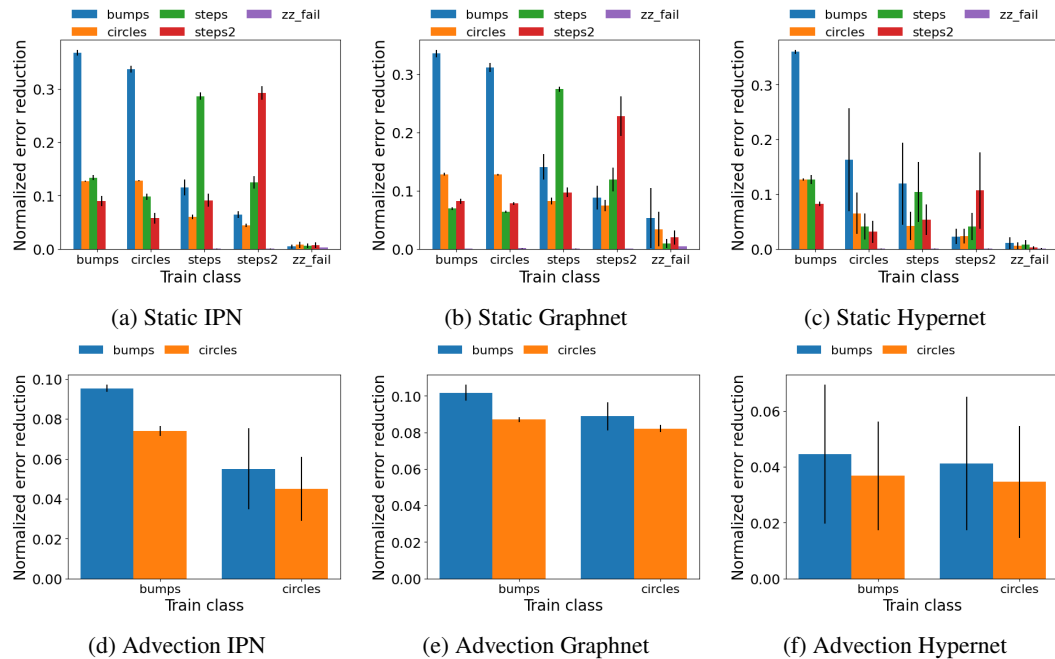 bumps steps zz_fail
circles steps2
Normalized error reduction
0.3
0.2
0.1
0.0
bumps circles steps steps2 zz_fail
Train class
(a) Static IPN
bumps steps zz_fail
circles steps2
Normalized error reduction
0.3
0.2
0.1
0.0
bumps circles steps steps2 zz_fail
Train class
(b) Static Graphnet
bumps steps zz_fail
circles steps2
Normalized error reduction
0.3
0.2
0.1
0.0
bumps circles steps steps2 zz_fail
Train class
(c) Static Hypernet
bumps circles
Normalized error reduction
0.10
0.08
0.06
0.04
0.02
0.00
bumps circles
Train class
(d) Advection IPN
bumps circles
Normalized error reduction
0.10
0.08
0.06
0.04
0.02
0.00
bumps circles
Train class
(e) Advection Graphnet
bumps circles
Normalized error reduction
0.06
0.04
0.02
0.00
bumps circles
Train class
(f) Advection Hypernet